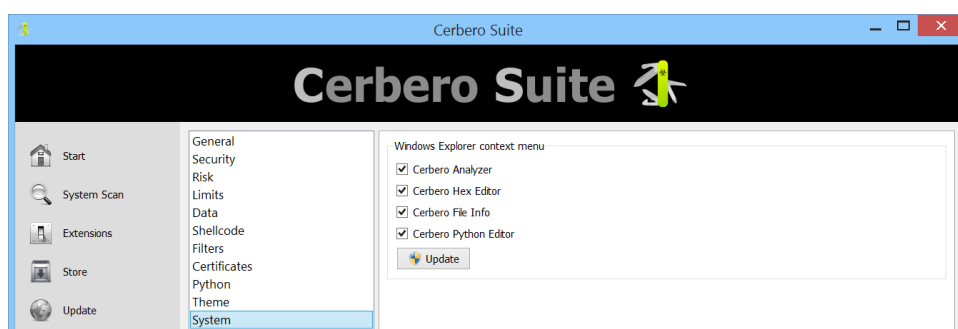 Cerbero Suite
Cerbero Suite
Start
System Scan
Extensions
Store
Update
General
Security
Risk
Limits
Data
Shellcode
Filters
Certificates
Python
Theme
System
Windows Explorer context menu
Cerbero Analyzer
Cerbero Hex Editor
Cerbero File Info
Cerbero Python Editor
Update